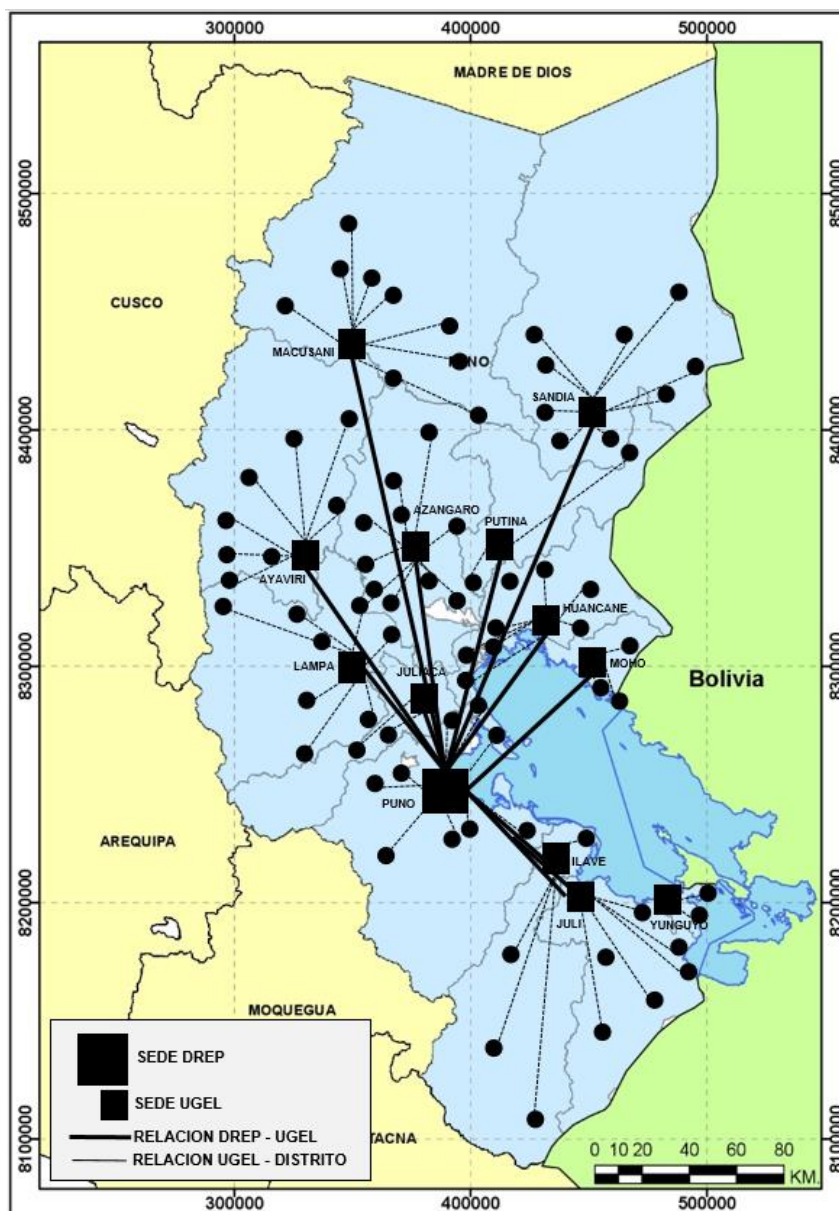 300000 400000 500000
MADRE DE DIOS
8500000 8500000
CUSCO
MACUSANI
NO
SANDIA
8400000 8400000
AZANGARO
PUTINA
AYAVIRI
HUANCANE
LAMPA
JULIACA
MOHO
8300000 8300000
Bolivia
PUNO
AREQUIPA
ILAVE
8200000 8200000
JULI
YUNGUYO
MOQUEGUA
SEDE DREP
SEDE UGEL
RELACION DREP - UGEL
TACNA
RELACION UGEL - DISTRITO
8100000 8100000
0 10 20 40 60 80
KM.
300000 400000 500000